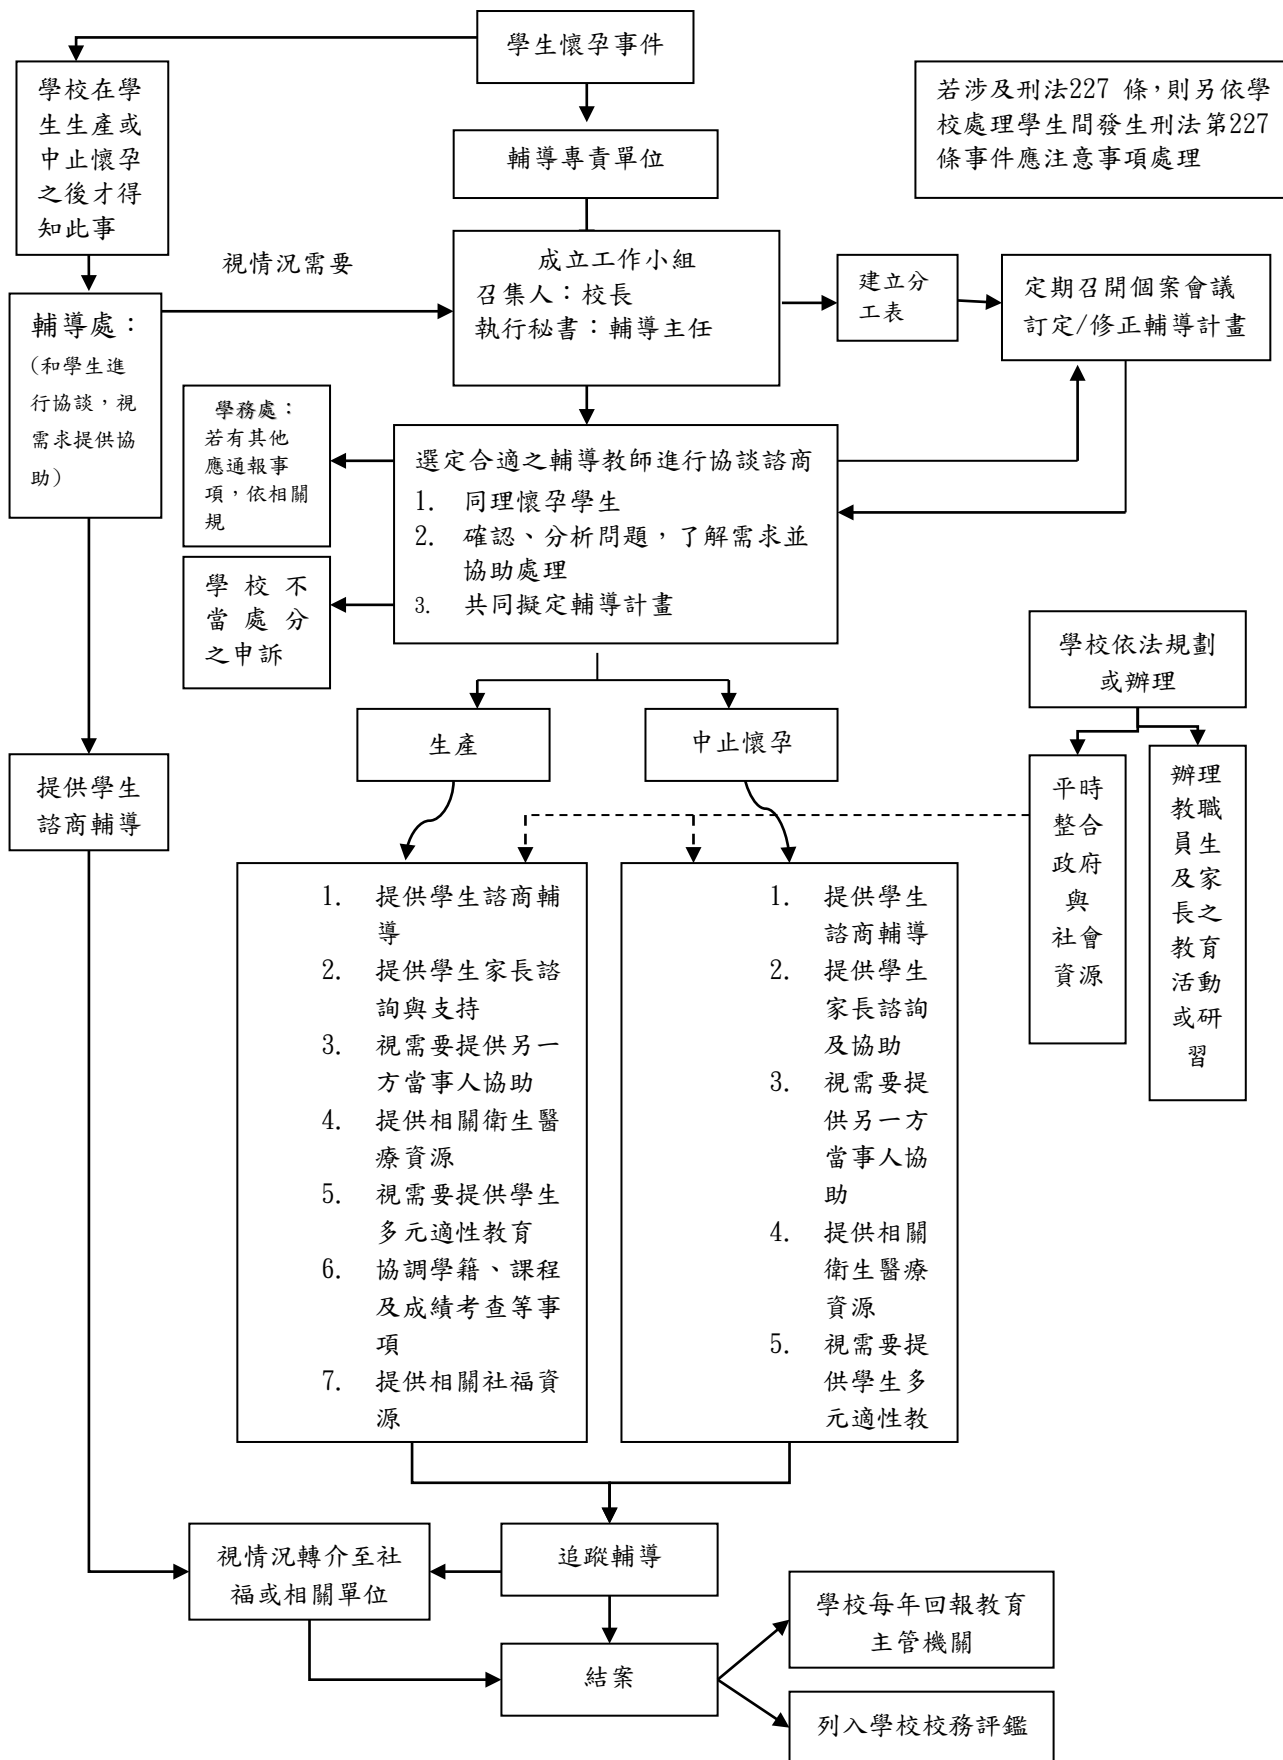 學生懷孕事件
學校在學
生生產或
中止懷孕
之後才得
知此事
若涉及刑法227 條，則另依學
校處理學生間發生刑法第227
條事件應注意事項處理
輔導專責單位
視情況需要
成立工作小組
召集人：校長
執行秘書：輔導主任
建立分
工表
定期召開個案會議
訂定/修正輔導計畫
輔導處：
(和學生進
行協談，視
需求提供協
助)
學務處：
若有其他
應通報事
項，依相關
規
選定合適之輔導教師進行協談諮商
1. 同理懷孕學生
2. 確認、分析問題，了解需求並
協助處理
3. 共同擬定輔導計畫
學校不
當處分
之申訴
學校依法規劃
或辦理
生產
中止懷孕
提供學生
諮商輔導
平時
整合
政府
與
社會
資源
辦理
教職
員生
及家
長之
教育
活動
或研
習
1. 提供學生諮商輔
導
2. 提供學生家長諮
詢與支持
3. 視需要提供另一
方當事人協助
4. 提供相關衛生醫
療資源
5. 視需要提供學生
多元適性教育
6. 協調學籍、課程
及成績考查等事
項
7. 提供相關社福資
源
1. 提供學生
諮商輔導
2. 提供學生
家長諮詢
及協助
3. 視需要提
供另一方
當事人協
助
4. 提供相關
衛生醫療
資源
5. 視需要提
供學生多
元適性教
視情況轉介至社
福或相關單位
追蹤輔導
結案
學校每年回報教育
主管機關
列入學校校務評鑑